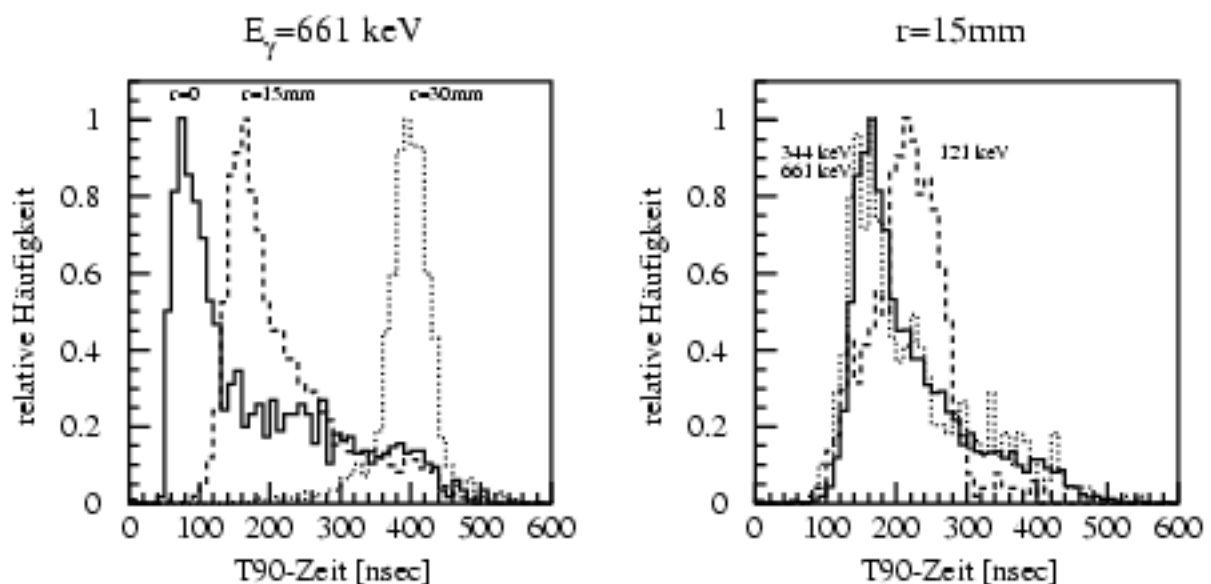 E_γ=661 keV
r=0 r=15mm r=30mm
1
0.8
0.6
0.4
0.2
0
0 100 200 300 400 500 600
relative Häufigkeit
T90-Zeit [nsec]
r=15mm
344 keV
661 keV
121 keV
1
0.8
0.6
0.4
0.2
0
0 100 200 300 400 500 600
relative Häufigkeit
T90-Zeit [nsec]